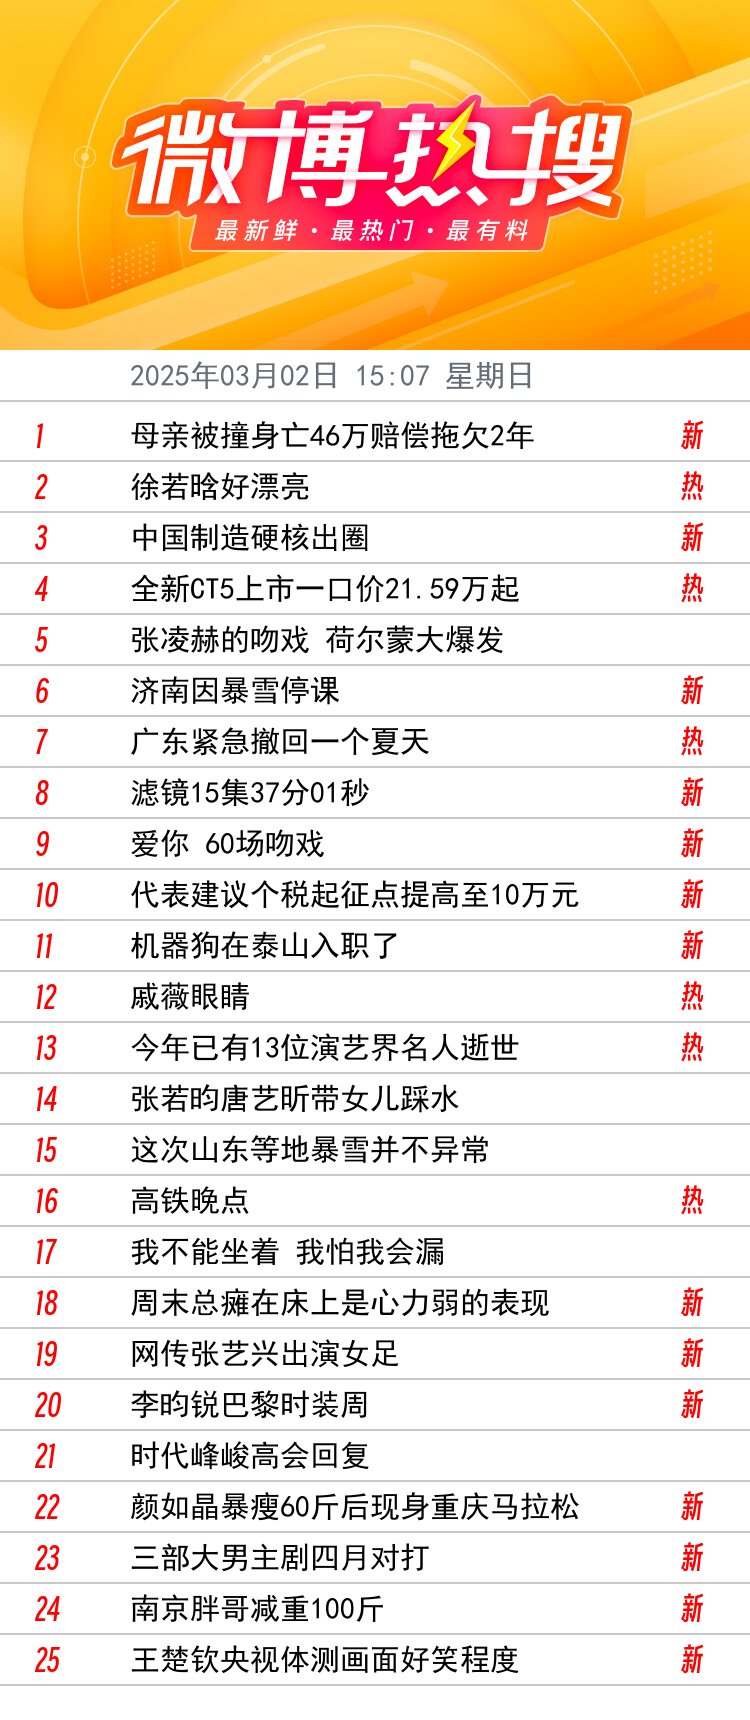 微博热搜
最新鲜·最热门·最有料
2025年03月02日 15:07 星期日
1 母亲被撞身亡46万赔偿拖欠2年 新
2 徐若晗好漂亮 热
3 中国制造硬核出圈 新
4 全新CT5上市一口价21.59万起 热
5 张凌赫的吻戏 荷尔蒙大爆发
6 济南因暴雪停课 新
7 广东紧急撤回一个夏天 热
8 滤镜15集37分01秒 新
9 爱你 60场吻戏 新
10 代表建议个税起征点提高至10万元 新
11 机器狗在泰山入职了 新
12 戚薇眼睛 热
13 今年已有13位演艺界名人逝世 热
14 张若昀唐艺昕带女儿踩水
15 这次山东等地暴雪并不异常
16 高铁晚点 热
17 我不能坐着 我怕我会漏
18 周末总瘫在床上是心力弱的表现 新
19 网传张艺兴出演女足 新
20 李昀锐巴黎时装周 新
21 时代峰峻高会回复
22 颜如晶暴瘦60斤后现身重庆马拉松 新
23 三部大男主剧四月对打 新
24 南京胖哥减重100斤 新
25 王楚钦央视体测画面好笑程度 新